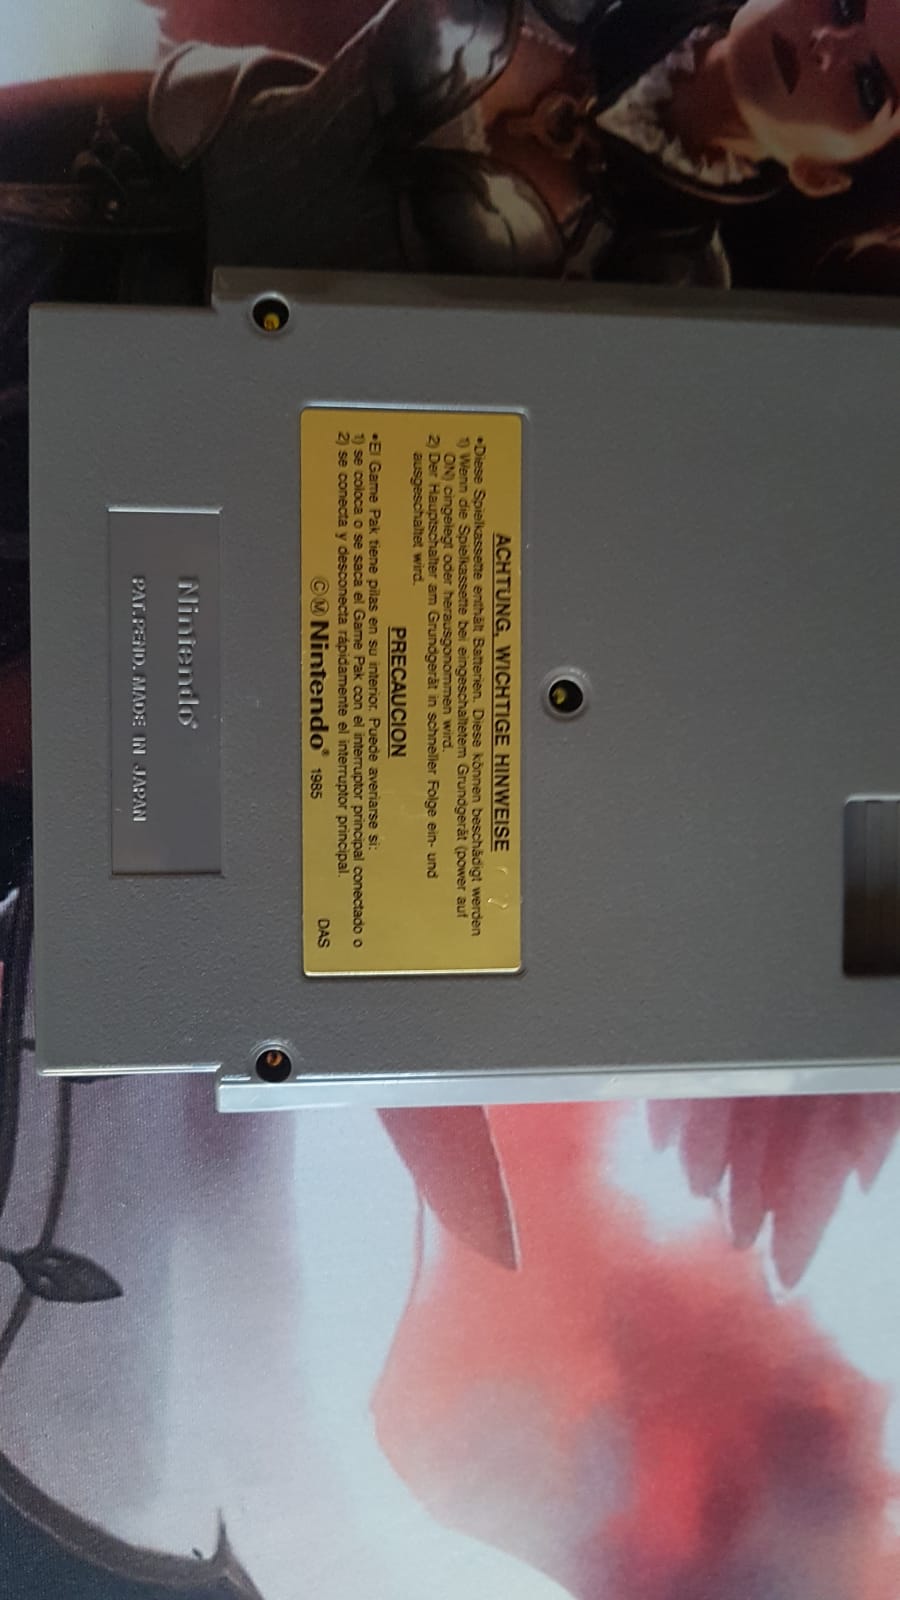 ACHTUNG, WICHTIGE HINWEISE
*Diese Spielkassette enthält Batterien. Diese können beschädigt werden
1) Wenn die Spielkassette bei eingeschaltetem Grundgerät (power auf
ON) cingelegt oder herausgonommen wird.
2) Der Hauptschalter am Grundgerät in schneller Folge ein- und
ausgeschaltet wird.
PRECAUCION
*El Game Pak tiene pilas en su interior. Puede averiarse si:
1) se coloca o se saca el Game Pak con el interruptor principal conectado o
2) se conecta y desconecta rápidamente el interruptor principal.
©Ⓜ Nintendo® 1985 DAS
Nintendo®
PAT.PEND. MADE IN JAPAN